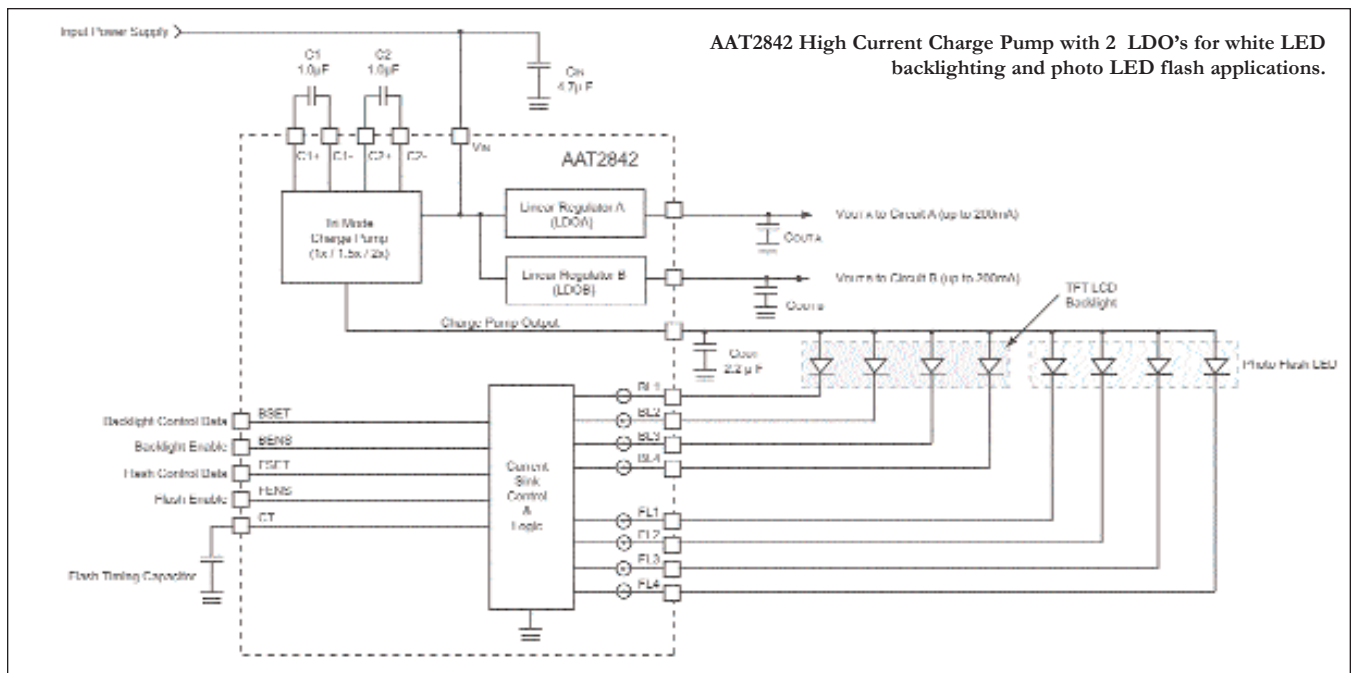 Input Power Supply
AAT2842 High Current Charge Pump with 2 LDO's for white LED
backlighting and photo LED flash applications.
C1
1.0µF
C2
1.0µF
CIN
4.7µF
C1+
C1-
C2+
C2-
VIN
AAT2842
Tri Mode
Charge Pump
(1x / 1.5x / 2x)
Linear Regulator A
(LDOA)
VOUTA to Circuit A (up to 200mA)
COUTA
Linear Regulator B
(LDOB)
VOUTB to Circuit B (up to 200mA)
COUTB
TFT LCD
Backlight
Charge Pump Output
COUT
2.2µF
Photo Flash LED
BL1
BL2
BL3
BL4
Backlight Control Data
BSET
Backlight Enable
BENS
Flash Control Data
FSET
Flash Enable
FENS
CT
Current
Sink
Control
&
Logic
FL1
FL2
FL3
FL4
Flash Timing Capacitor